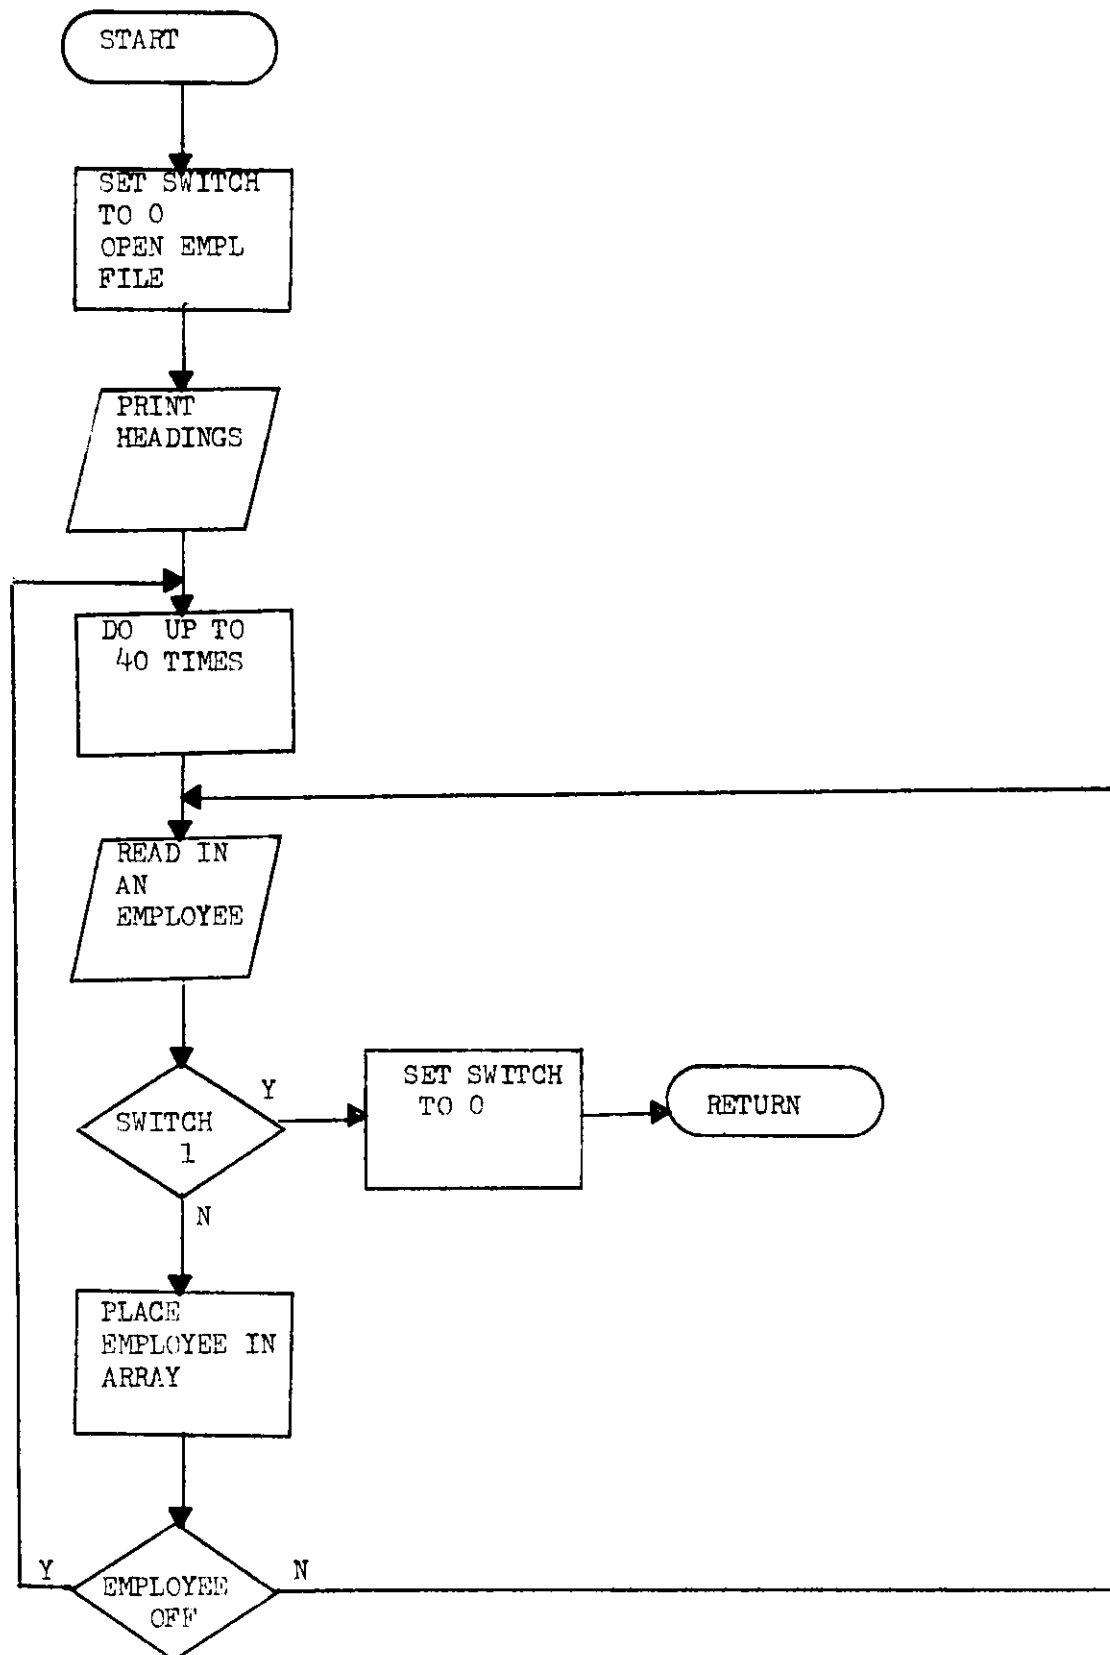 START
SET SWITCH
TO 0
OPEN EMPL
FILE
PRINT
HEADINGS
DO UP TO
40 TIMES
READ IN
AN
EMPLOYEE
SWITCH
1
Y
SET SWITCH
TO 0
RETURN
N
PLACE
EMPLOYEE IN
ARRAY
Y
EMPLOYEE
OFF
N